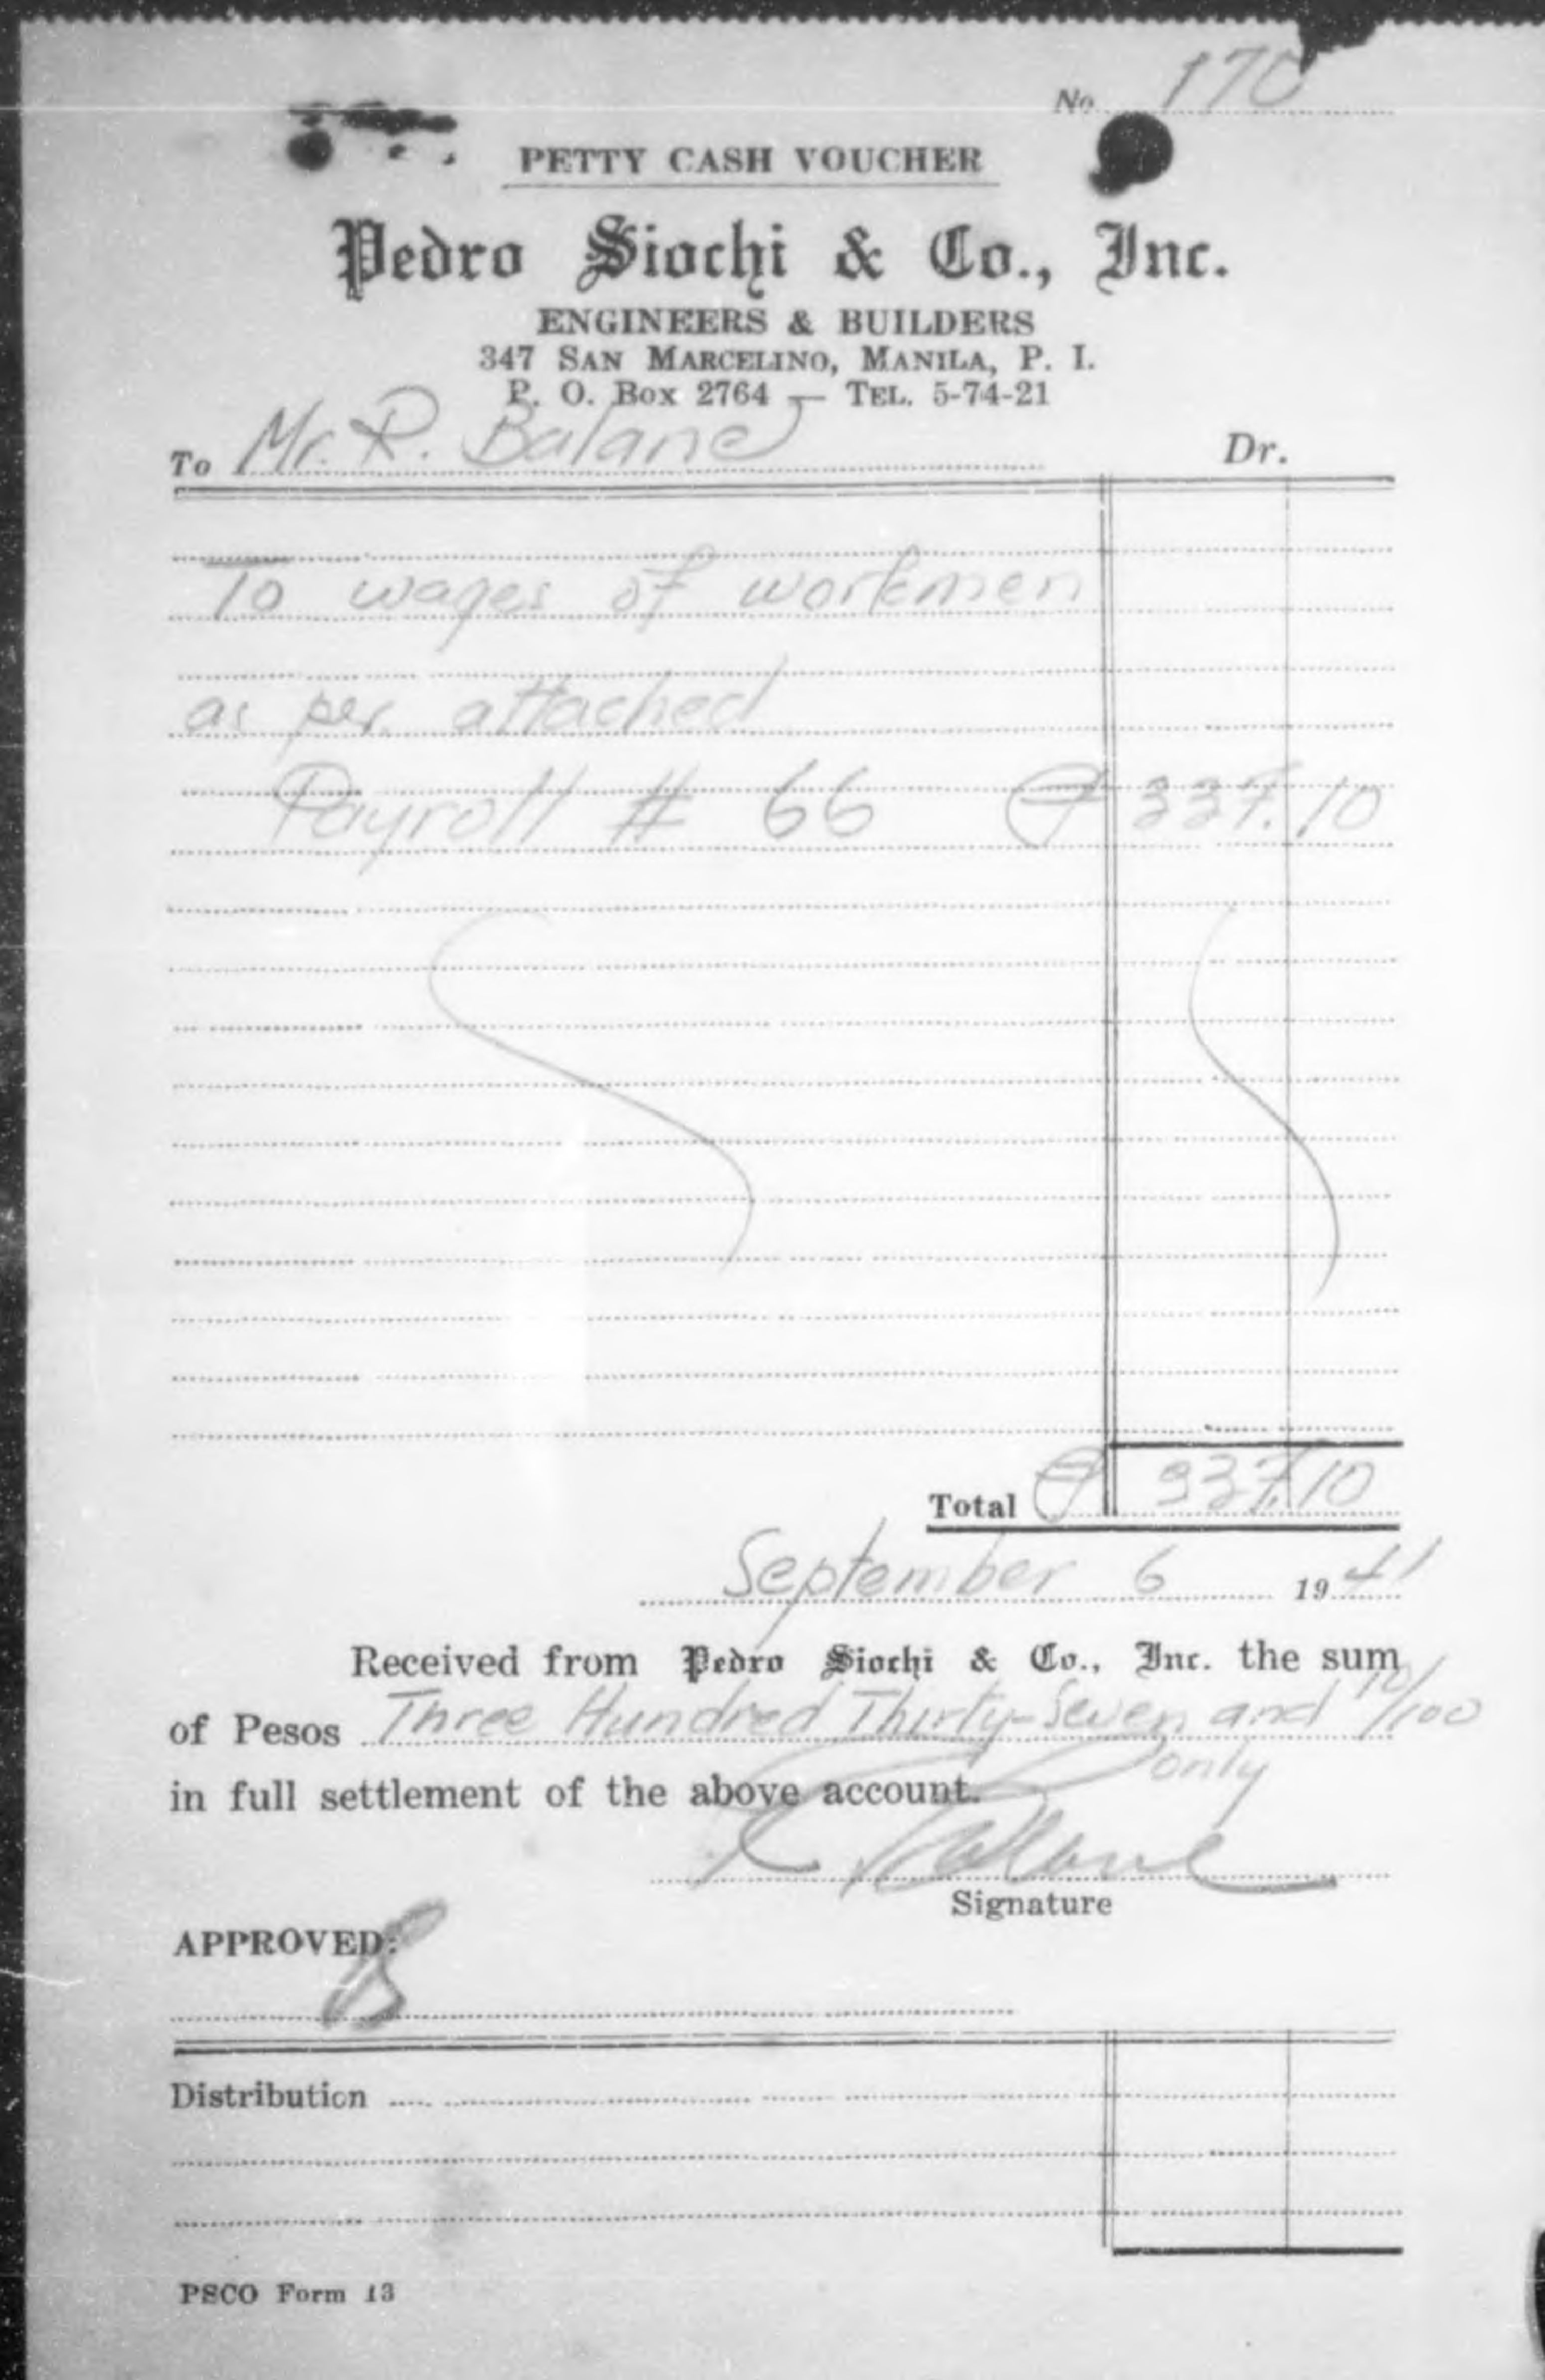 No. 170
PETTY CASH VOUCHER
Pedro Siochi & Co., Inc.
ENGINEERS & BUILDERS
347 SAN MARCELINO, MANILA, P. I.
P. O. Box 2764 — TEL. 5-74-21
To Mr. R. Balane Dr.
To wages of workmen
as per attached
Payroll # 66 ₱ 337.10
Total ₱ 337.10
September 6 1941
Received from Pedro Siochi & Co., Inc. the sum
of Pesos Three Hundred Thirty-Seven and 10/100
only
in full settlement of the above account.
R Balane
Signature
APPROVED:
Distribution
PSCO Form 13